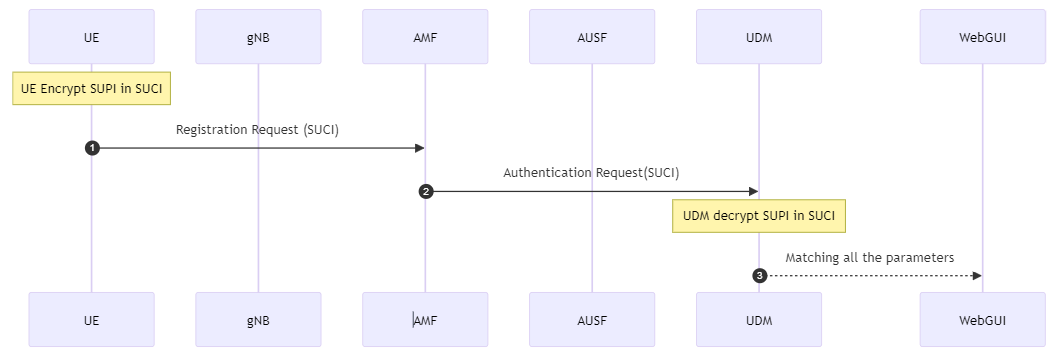 UE
gNB
AMF
AUSF
UDM
WebGUI
UE Encrypt SUPI in SUCI
Registration Request (SUCI)
1
Authentication Request(SUCI)
2
UDM decrypt SUPI in SUCI
Matching all the parameters
3
UE
gNB
AMF
AUSF
UDM
WebGUI